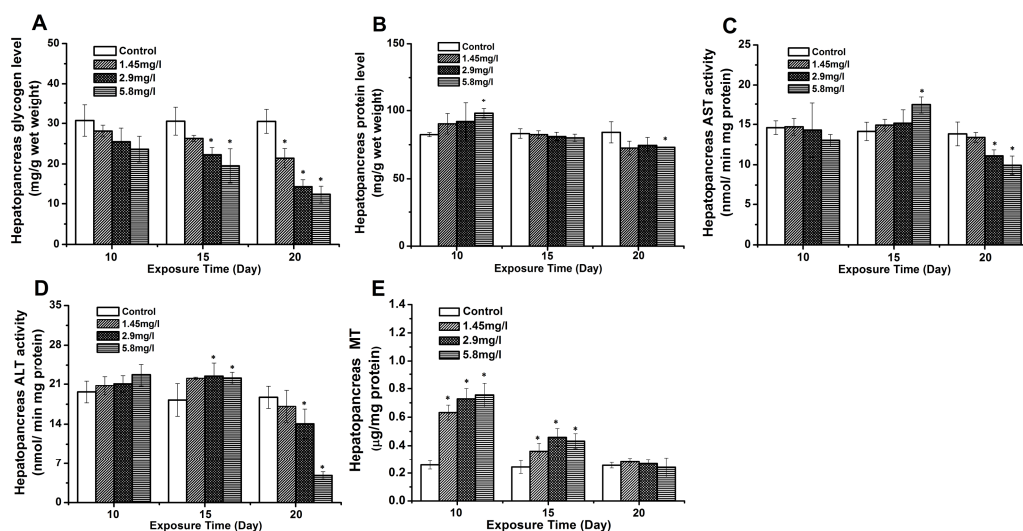 A
Hepatopancreas glycogen level
(mg/g wet weight)
50
40
30
20
10
0
Control
1.45mg/l
2.9mg/l
5.8mg/l
*
*
*
*
*
10
15
20
Exposure Time (Day)
B
Hepatopancreas protein level
(mg/g wet weight)
150
100
50
0
Control
1.45mg/l
2.9mg/l
5.8mg/l
*
*
10
15
20
Exposure Time (Day)
C
Hepatopancreas AST activity
(nmol/ min mg protein)
25
20
15
10
5
0
Control
1.45mg/l
2.9mg/l
5.8mg/l
*
*
*
10
15
20
Exposure Time (Day)
D
Hepatopancreas ALT activity
(nmol/ min mg protein)
35
28
21
14
7
0
Control
1.45mg/l
2.9mg/l
5.8mg/l
*
*
*
*
10
15
20
Exposure Time (Day)
E
Hepatopancreas MT
(μg/mg protein)
1.4
1.2
1.0
0.8
0.6
0.4
0.2
0.0
Control
1.45mg/l
2.9mg/l
5.8mg/l
*
*
*
*
*
*
10
15
20
Exposure Time (Day)